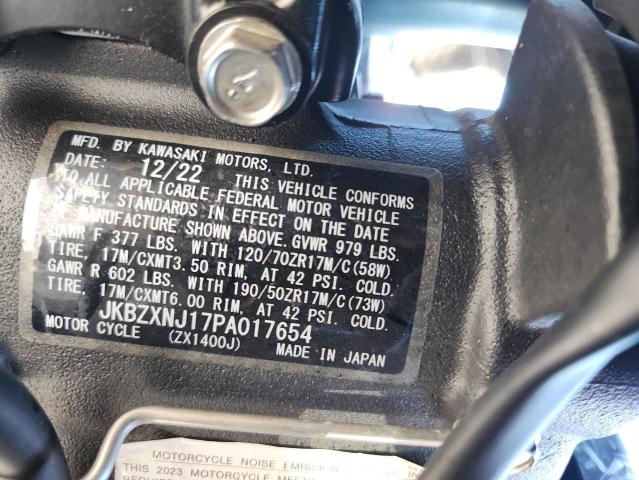 MFD. BY KAWASAKI MOTORS, LTD.
DATE: 12/22 THIS VEHICLE CONFORMS
TO ALL APPLICABLE FEDERAL MOTOR VEHICLE
SAFETY STANDARDS IN EFFECT ON THE DATE
OF MANUFACTURE SHOWN ABOVE. GVWR 979 LBS.
GAWR F 377 LBS. WITH 120/70ZR17M/C(58W)
TIRE, 17M/CXMT3.50 RIM, AT 42 PSI. COLD.
GAWR R 602 LBS. WITH 190/50ZR17M/C(73W)
TIRE, 17M/CXMT6.00 RIM, AT 42 PSI. COLD.
JKBZXNJ17PA017654
MOTOR CYCLE (ZX1400J) MADE IN JAPAN
MOTORCYCLE NOISE EMISSION
THIS 2023 MOTORCYCLE